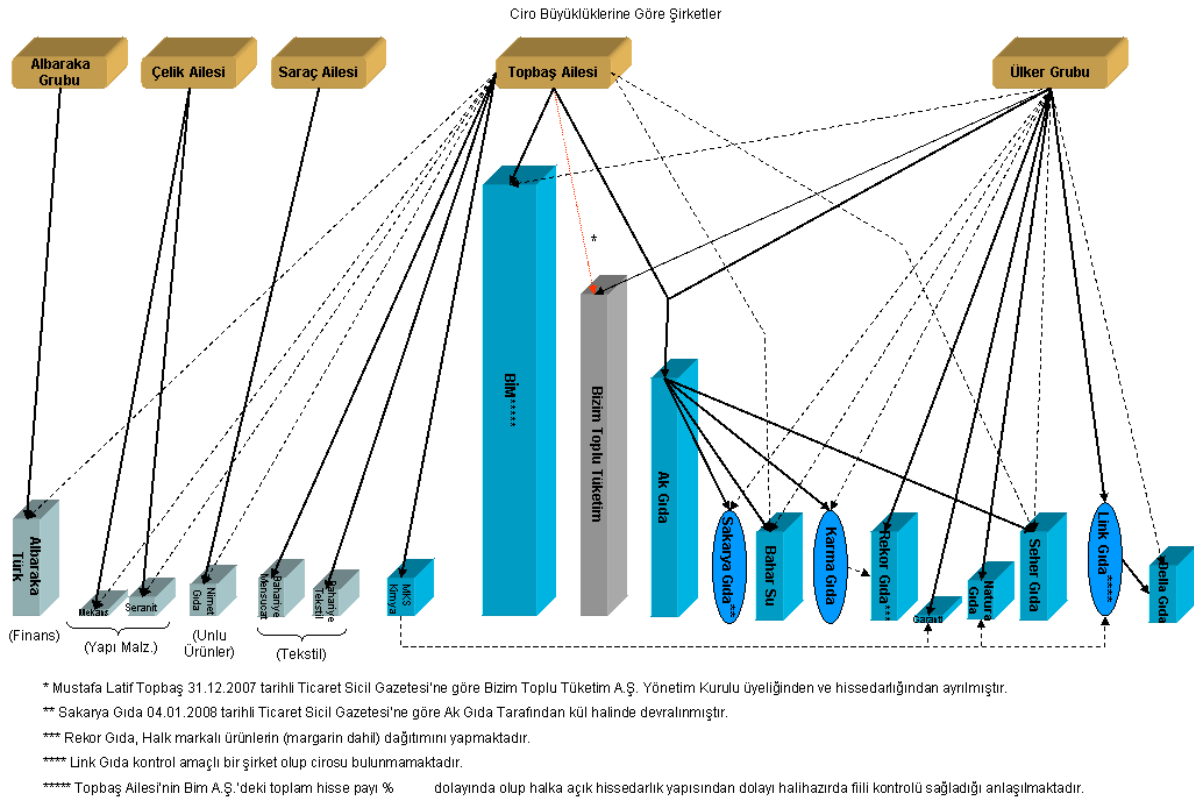 Ciro Büyüklüklerine Göre Şirketler
Albaraka
Grubu
Çelik Ailesi
Saraç Ailesi
Topbaş Ailesi
Ülker Grubu
*
BİM*****
Bizim Toplu Tüketim
Ak Gıda
Albaraka
Türk
Mekaks
Seranit
Nimet
Gıda
Bahariye
Mensucat
Bahariye
Tekstil
MKS
Kimya
Sakarya Gıda**
Bahar Su
Karma Gıda
Rekor Gıda***
Garanti
Natura
Gıda
Seher Gıda
Link Gıda ****
Della Gıda
(Finans)
(Yapı Malz.)
(Unlu
Ürünler)
(Tekstil)
* Mustafa Latif Topbaş 31.12.2007 tarihli Ticaret Sicil Gazetesi'ne göre Bizim Toplu Tüketim A.Ş. Yönetim Kurulu üyeliğinden ve hissedarlığından ayrılmıştır.
** Sakarya Gıda 04.01.2008 tarihli Ticaret Sicil Gazetesi'ne göre Ak Gıda Tarafından kül halinde devralınmıştır.
*** Rekor Gıda, Halk markalı ürünlerin (margarin dahil) dağıtımını yapmaktadır.
**** Link Gıda kontrol amaçlı bir şirket olup cirosu bulunmamaktadır.
***** Topbaş Ailesi'nin Bim A.Ş.'deki toplam hisse payı % dolayında olup halka açık hissedarlık yapısından dolayı halihazırda fiili kontrolü sağladığı anlaşılmaktadır.